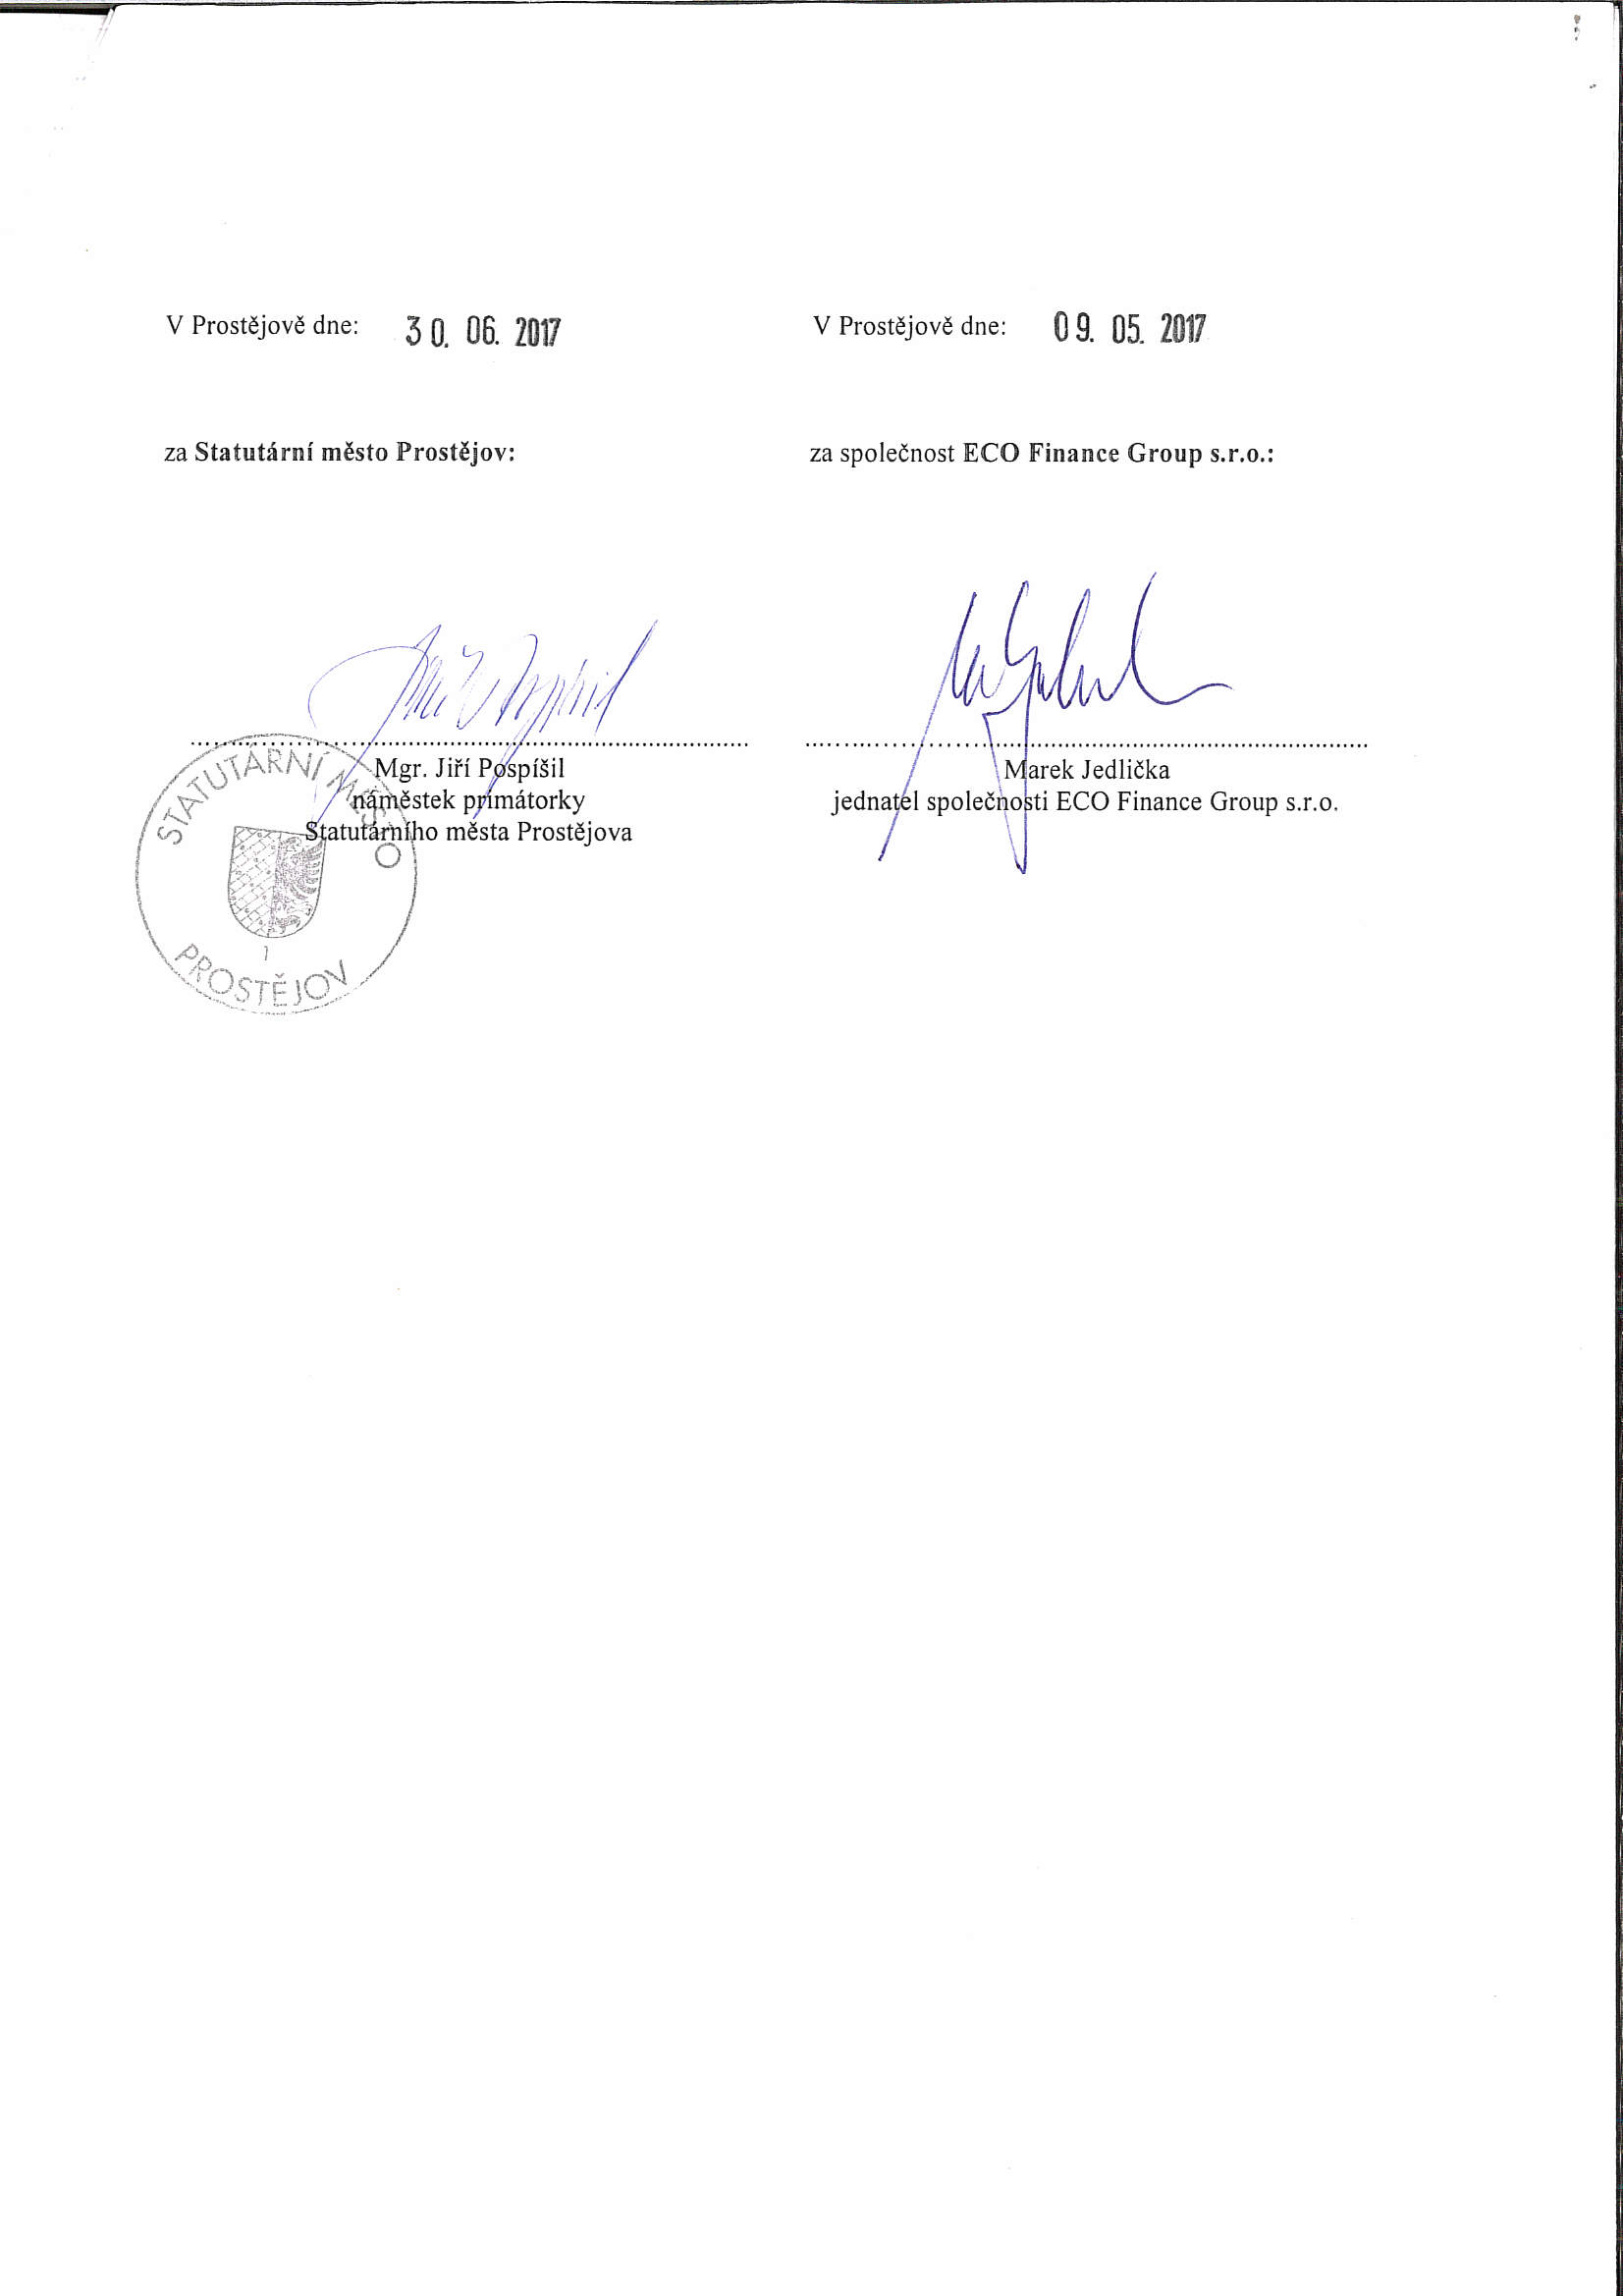 V Prostějově dne: 30. 06. 2017
za Statutární město Prostějov:
Mgr. Jiří Pospíšil
náměstek primátorky
Statutárního města Prostějova
STATUTÁRNÍ MĚSTO
1
PROSTĚJOV
V Prostějově dne: 09. 05. 2017
za společnost ECO Finance Group s.r.o.:
Marek Jedlička
jednatel společnosti ECO Finance Group s.r.o.